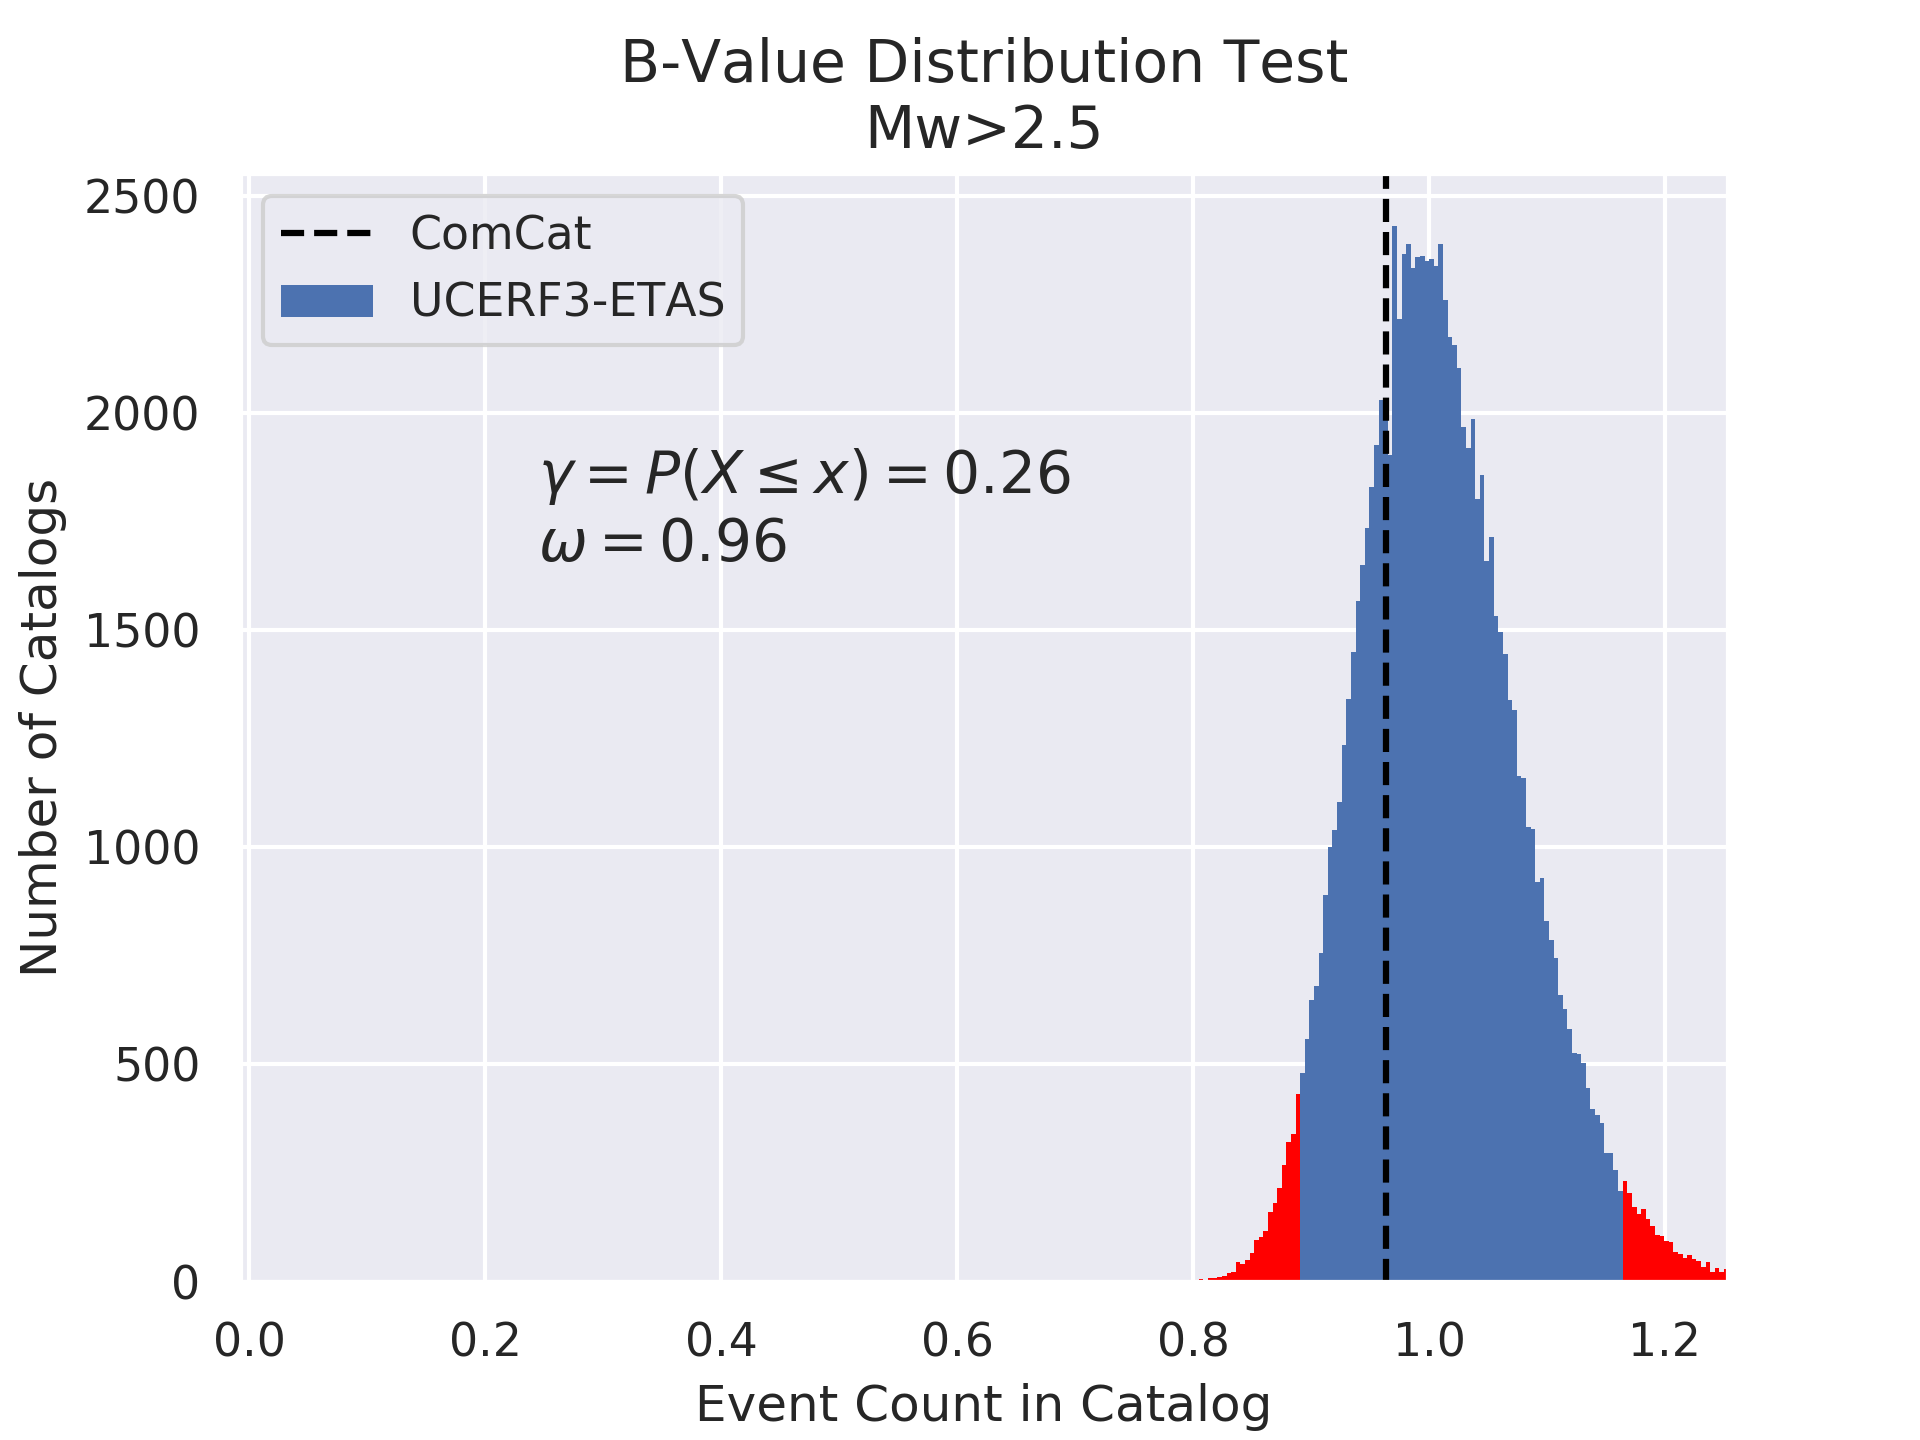 B-Value Distribution Test
Mw>2.5
2500
2000
1500
1000
500
0
Number of Catalogs
ComCat
UCERF3-ETAS
γ = P(X ≤ x) = 0.26
ω = 0.96
0.0 0.2 0.4 0.6 0.8 1.0 1.2
Event Count in Catalog